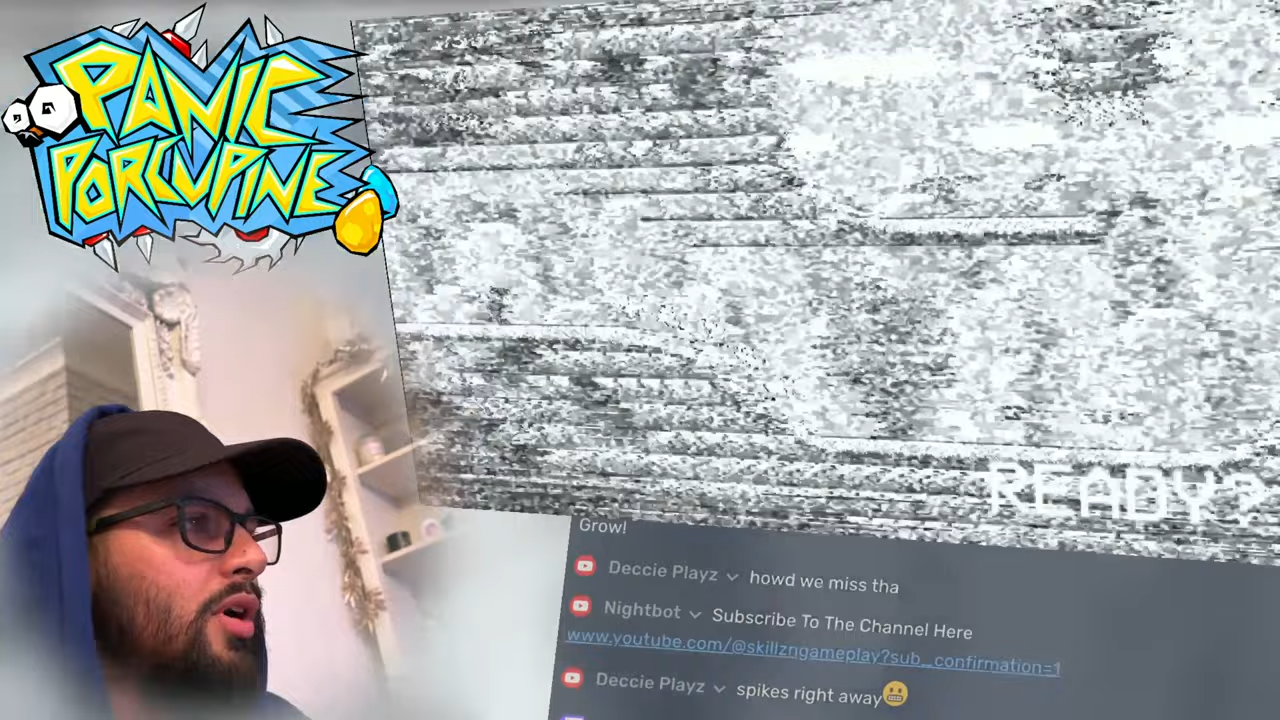 PANIC
PORCUPINE
READY?
Grow!
Deccie Playz howd we miss tha
Nightbot Subscribe To The Channel Here
www.youtube.com/@skillzngameplay?sub_confirmation=1
Deccie Playz spikes right away😬